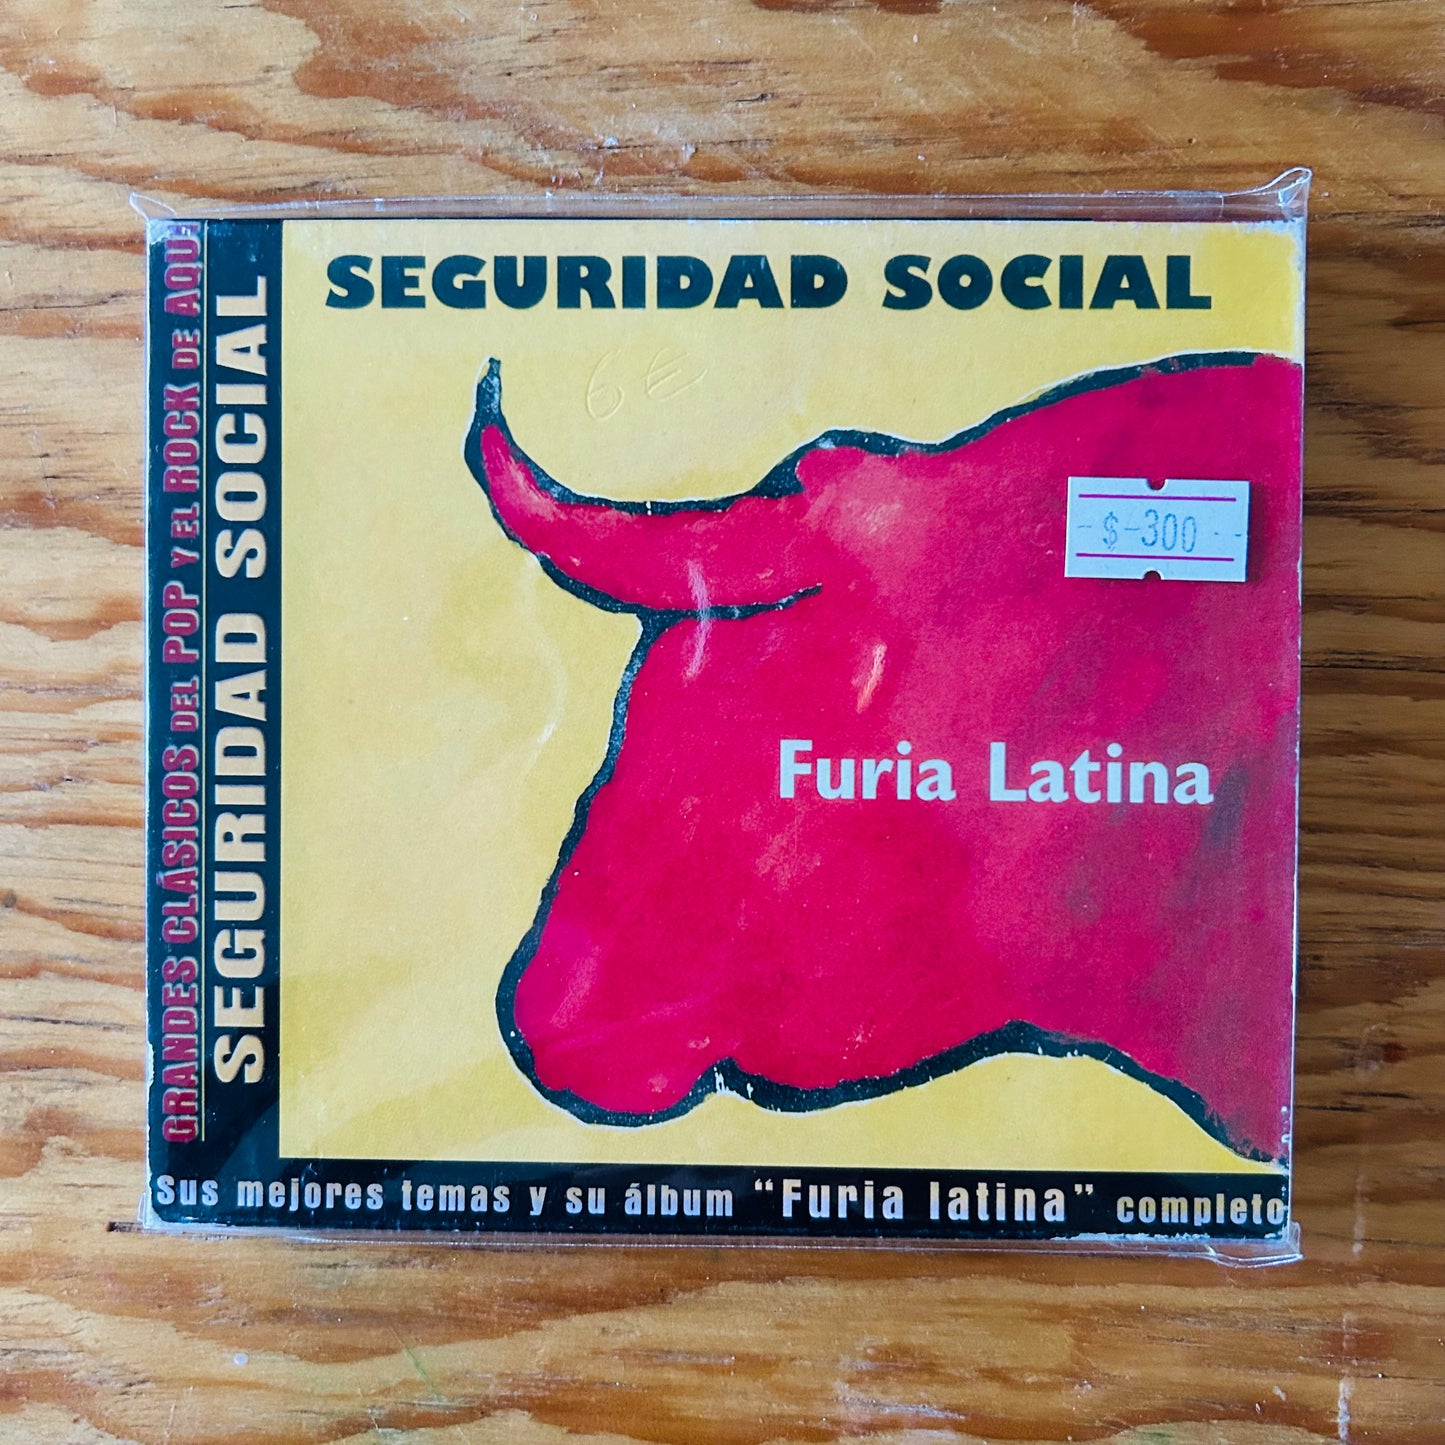 GRANDES CLÁSICOS DEL POP Y EL ROCK DE AQU
SEGURIDAD SOCIAL
SEGURIDAD SOCIAL
6€
- $-300 --
Furia Latina
Sus mejores temas y su álbum “Furia latina” completo